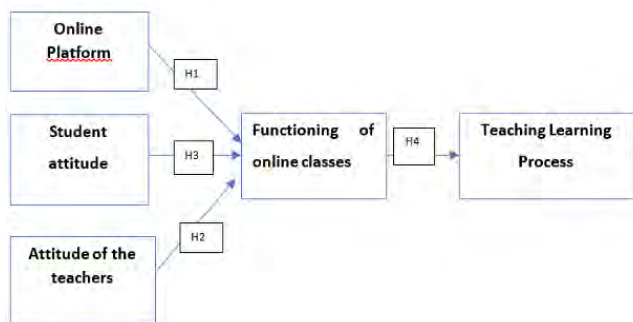 Online
Platform
H1
Student
attitude
H3
Functioning of
online classes
H4
Teaching Learning
Process
H2
Attitude of the
teachers